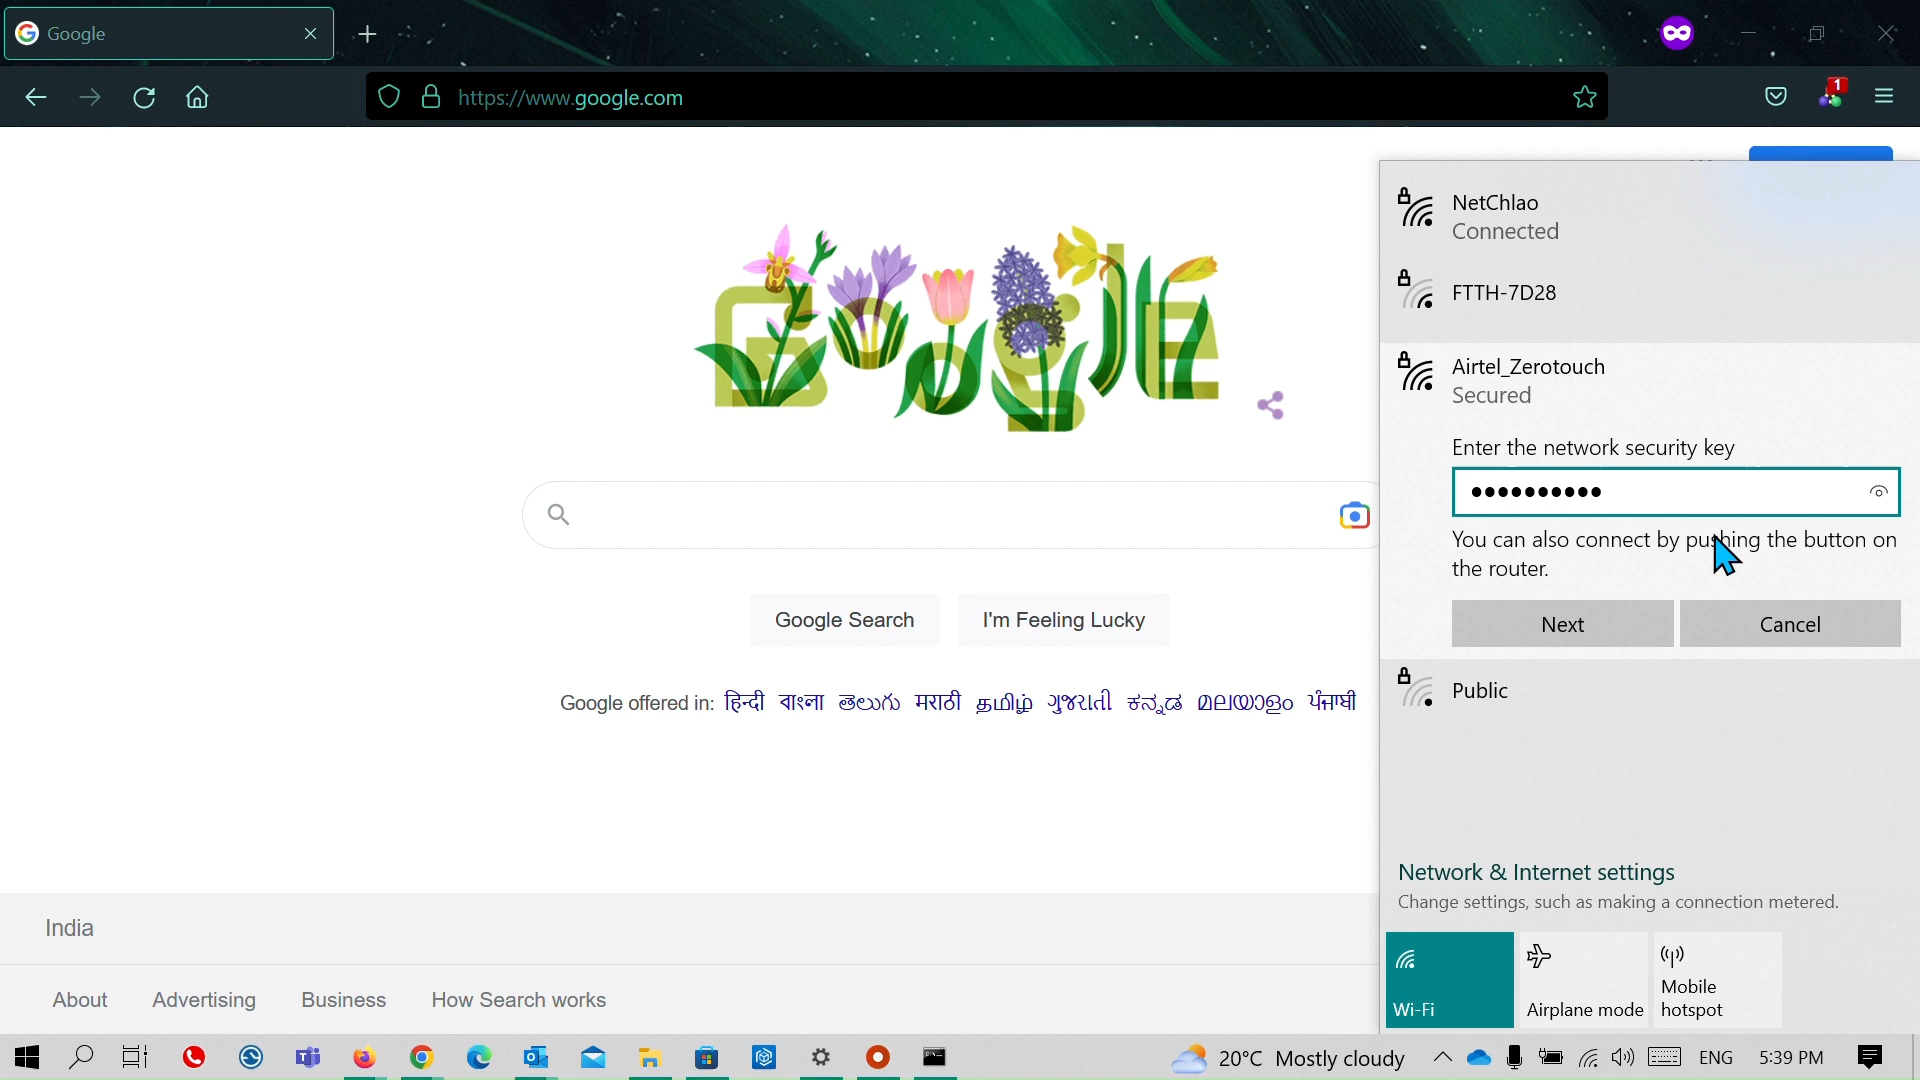 Google
https://www.google.com
1
NetChlao
Connected
FTTH-7D28
Airtel_Zerotouch
Secured
Enter the network security key
●●●●●●●●●●
You can also connect by pushing the button on
the router.
Next
Cancel
Public
Google
Google Search
I'm Feeling Lucky
Google offered in: हिन्दी বাংলা తెలుగు मराठी தமிழ் ગુજરાતી ಕನ್ನಡ മലയാളം ਪੰਜਾਬੀ
Network & Internet settings
Change settings, such as making a connection metered.
Wi-Fi
Airplane mode
Mobile
hotspot
India
About
Advertising
Business
How Search works
20°C Mostly cloudy
ENG
5:39 PM